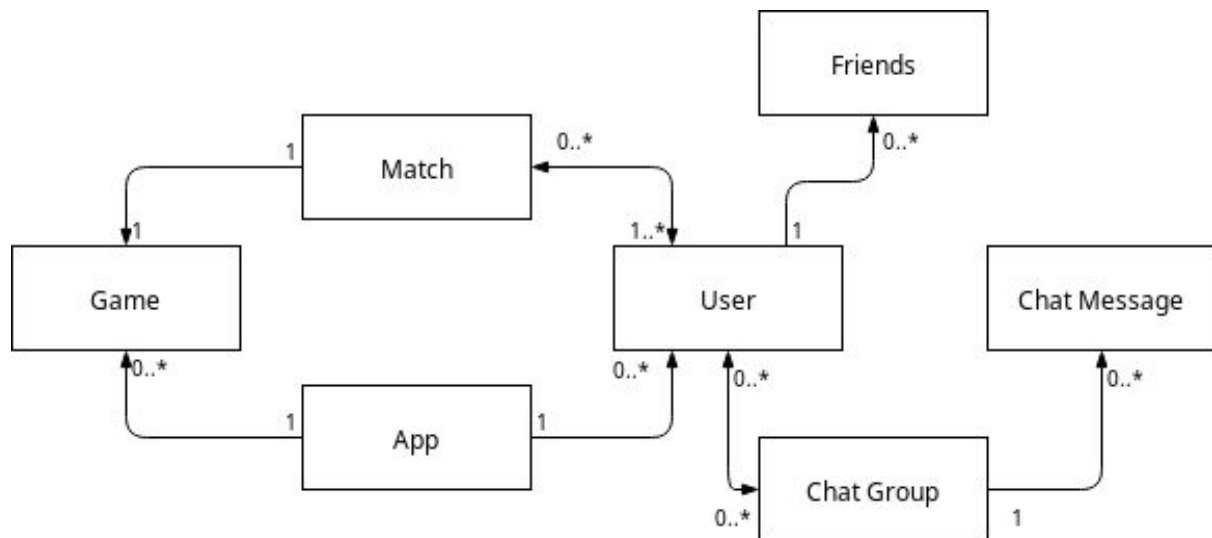 Friends
0..*
1
Match
0..*
1
1..*
1
Game
User
Chat Message
0..*
0..*
0..*
0..*
1
App
1
Chat Group
0..*
1